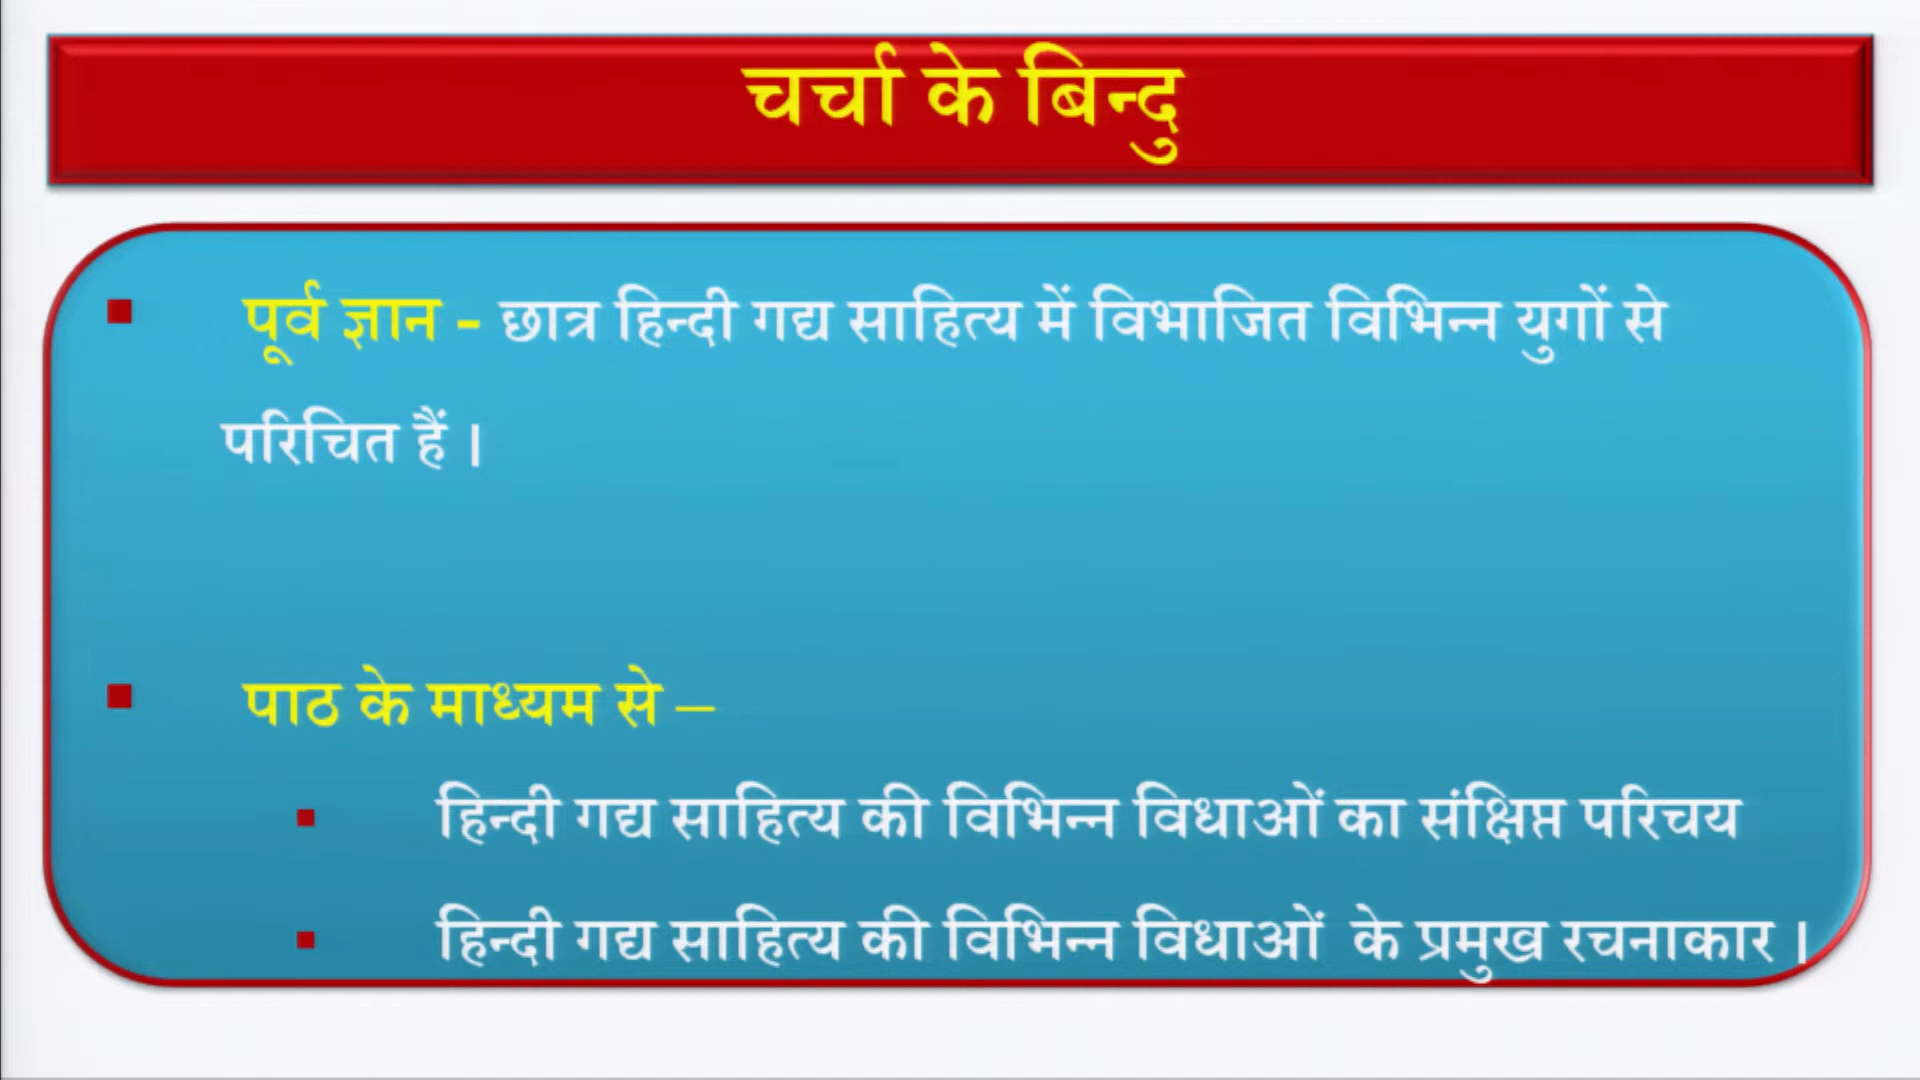 चर्चा के बिन्दु
पूर्व ज्ञान - छात्र हिन्दी गद्य साहित्य में विभाजित विभिन्न युगों से
परिचित हैं ।
पाठ के माध्यम से –
हिन्दी गद्य साहित्य की विभिन्न विधाओं का संक्षिप्त परिचय
हिन्दी गद्य साहित्य की विभिन्न विधाओं के प्रमुख रचनाकार ।